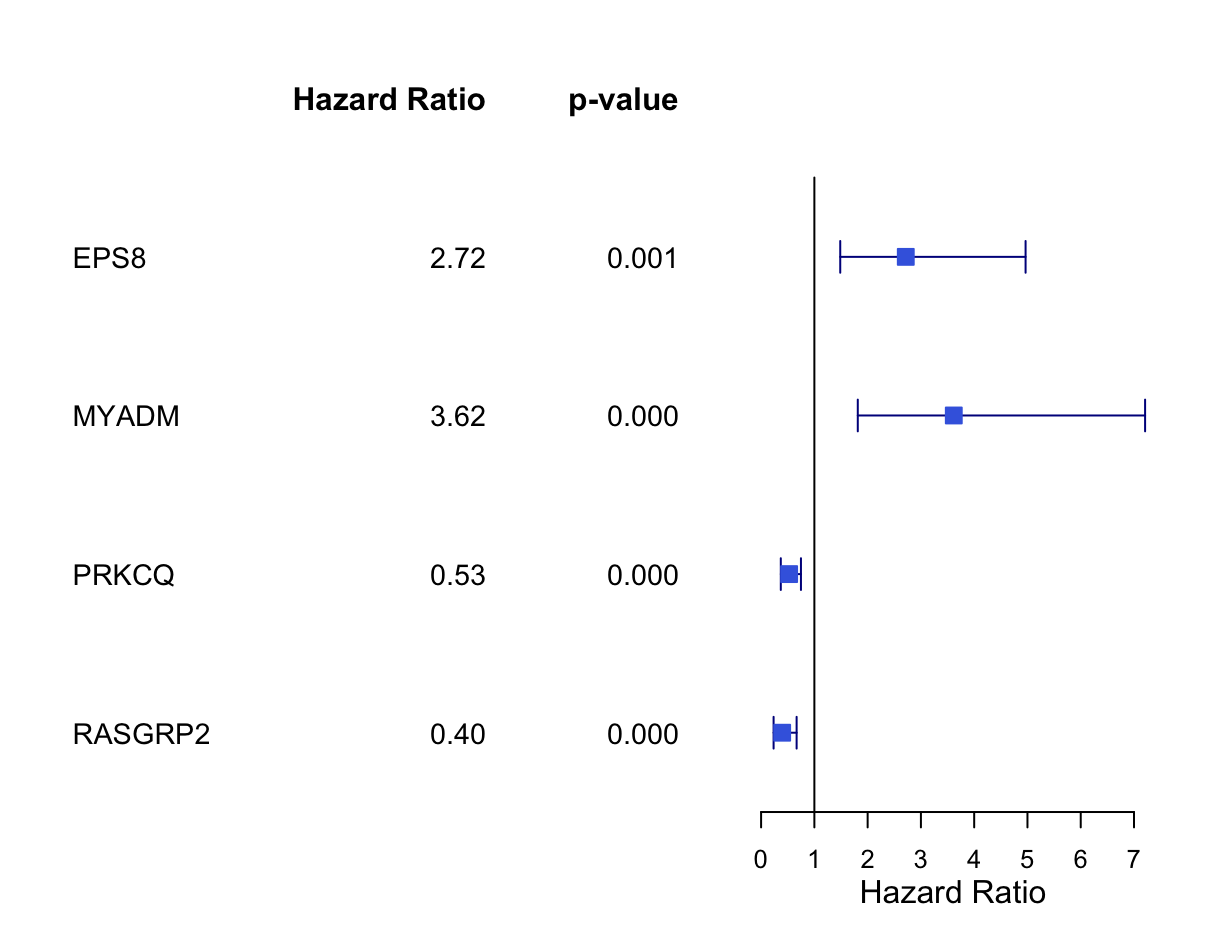 Hazard Ratio p-value
EPS8 2.72 0.001
MYADM 3.62 0.000
PRKCQ 0.53 0.000
RASGRP2 0.40 0.000
0 1 2 3 4 5 6 7
Hazard Ratio